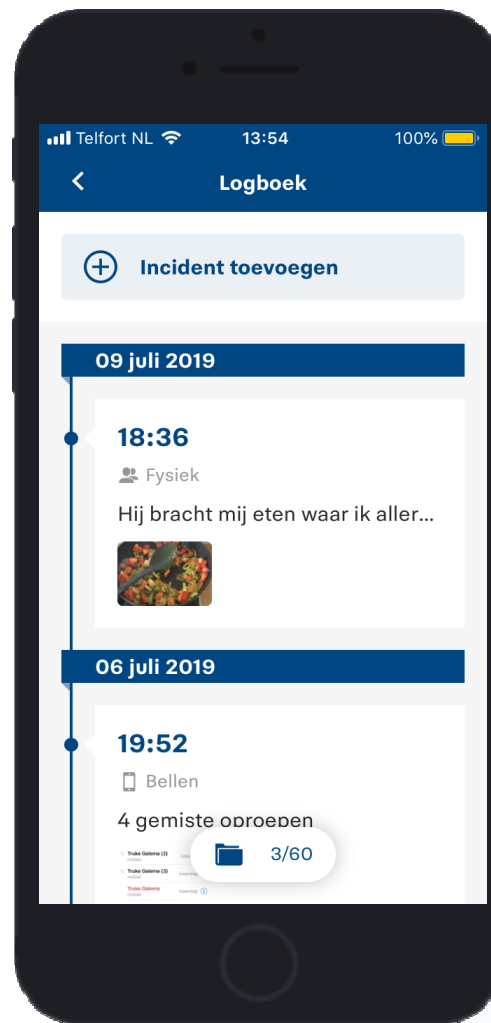 Telfort NL 13:54 100%
Logboek
Incident toevoegen
09 juli 2019
18:36
Fysiek
Hij bracht mij eten waar ik aller...
06 juli 2019
19:52
Bellen
4 gemiste oproepen
Truke Galema (2)
Truke Galema (3)
maandag
Truke Galema
maandag
3/60